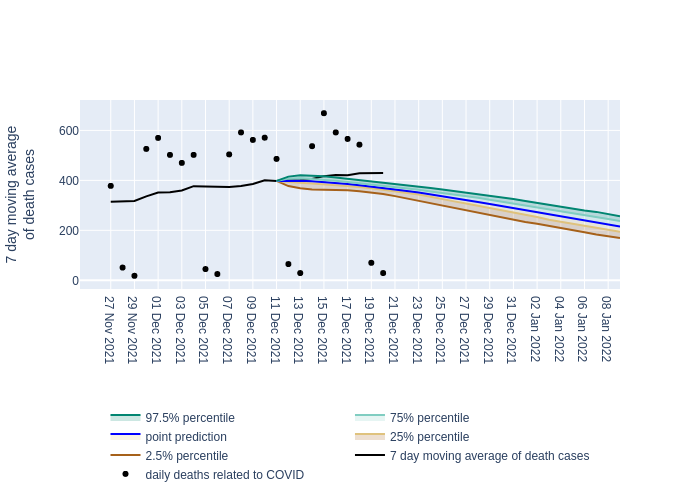 7 day moving average
of death cases
600
400
200
0
27 Nov 2021
29 Nov 2021
01 Dec 2021
03 Dec 2021
05 Dec 2021
07 Dec 2021
09 Dec 2021
11 Dec 2021
13 Dec 2021
15 Dec 2021
17 Dec 2021
19 Dec 2021
21 Dec 2021
23 Dec 2021
25 Dec 2021
27 Dec 2021
29 Dec 2021
31 Dec 2021
02 Jan 2022
04 Jan 2022
06 Jan 2022
08 Jan 2022
97.5% percentile
75% percentile
point prediction
25% percentile
2.5% percentile
7 day moving average of death cases
daily deaths related to COVID